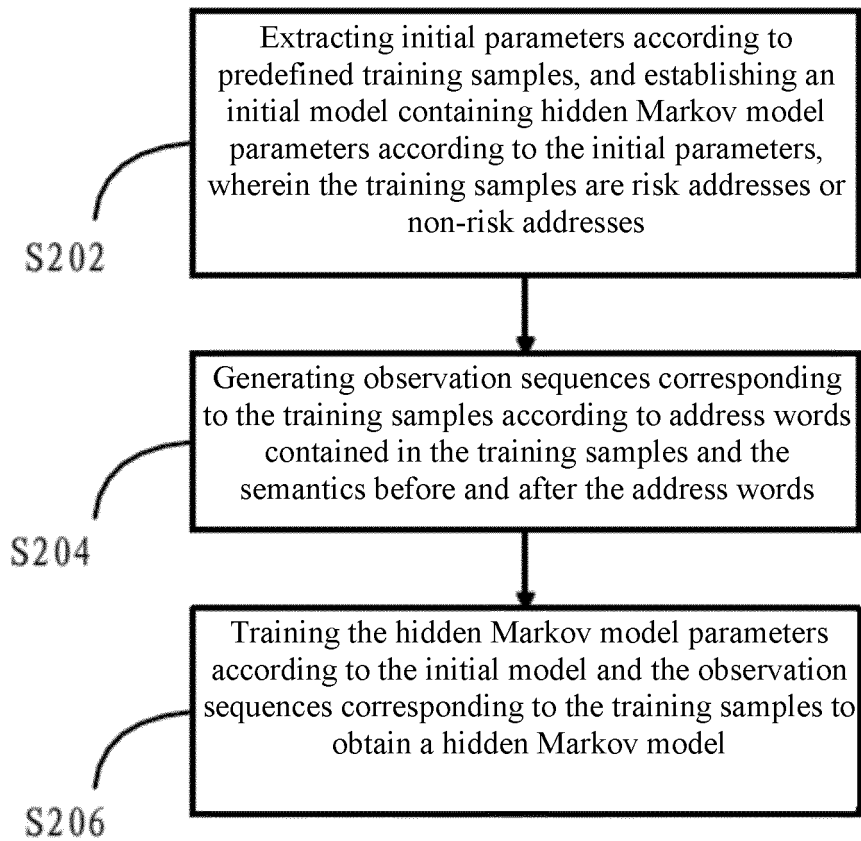 Extracting initial parameters according to
predefined training samples, and establishing an
initial model containing hidden Markov model
parameters according to the initial parameters,
wherein the training samples are risk addresses or
non-risk addresses
S202
Generating observation sequences corresponding
to the training samples according to address words
contained in the training samples and the
semantics before and after the address words
S204
Training the hidden Markov model parameters
according to the initial model and the observation
sequences corresponding to the training samples to
obtain a hidden Markov model
S206